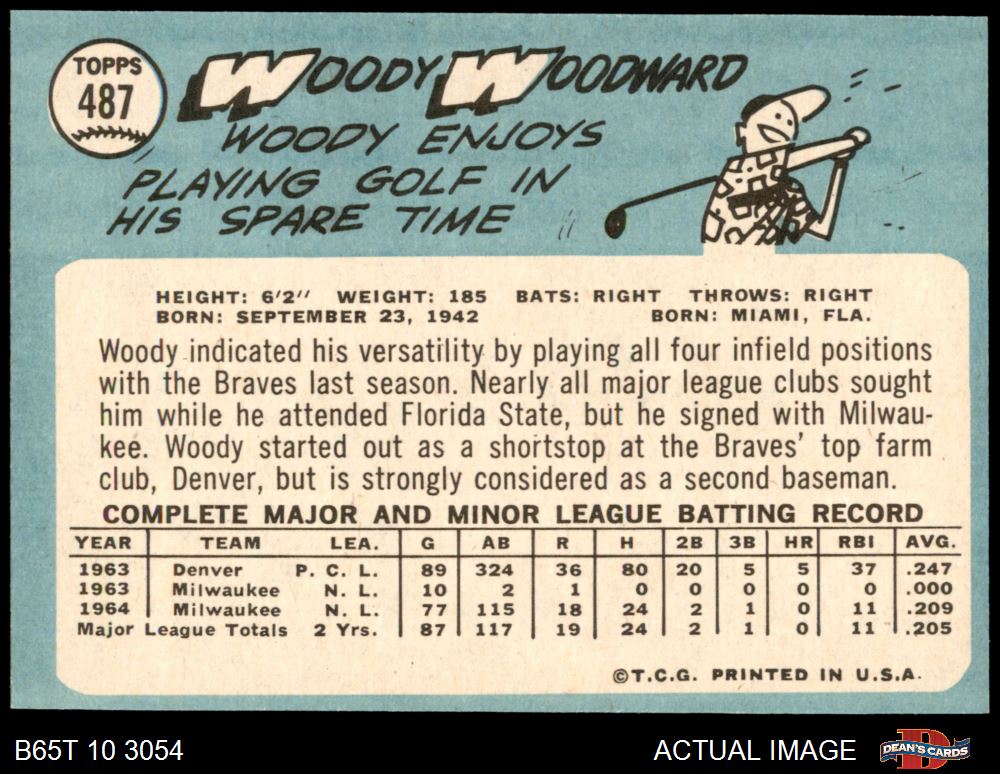 TOPPS
487
WOODY WOODWARD
WOODY ENJOYS
PLAYING GOLF IN
HIS SPARE TIME
HEIGHT: 6'2" WEIGHT: 185 BATS: RIGHT THROWS: RIGHT
BORN: SEPTEMBER 23, 1942 BORN: MIAMI, FLA.
Woody indicated his versatility by playing all four infield positions
with the Braves last season. Nearly all major league clubs sought
him while he attended Florida State, but he signed with Milwau-
kee. Woody started out as a shortstop at the Braves' top farm
club, Denver, but is strongly considered as a second baseman.
COMPLETE MAJOR AND MINOR LEAGUE BATTING RECORD
YEAR TEAM LEA. G AB R H 2B 3B HR RBI AVG.
1963 Denver P. C. L. 89 324 36 80 20 5 5 37 .247
1963 Milwaukee N. L. 10 2 1 0 0 0 0 0 .000
1964 Milwaukee N. L. 77 115 18 24 2 1 0 11 .209
Major League Totals 2 Yrs. 87 117 19 24 2 1 0 11 .205
©T.C.G. PRINTED IN U.S.A.
B65T 10 3054 ACTUAL IMAGE DEAN'S CARDS